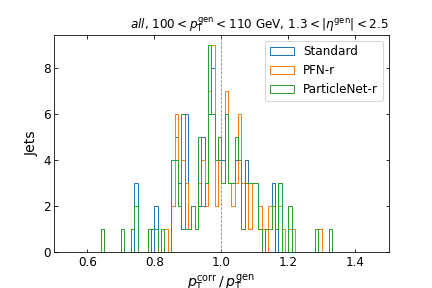 all, 100 < p_T^gen < 110 GeV, 1.3 < |η^gen| < 2.5
Standard
PFN-r
ParticleNet-r
Jets
8
6
4
2
0
0.6 0.8 1.0 1.2 1.4
p_T^corr / p_T^gen